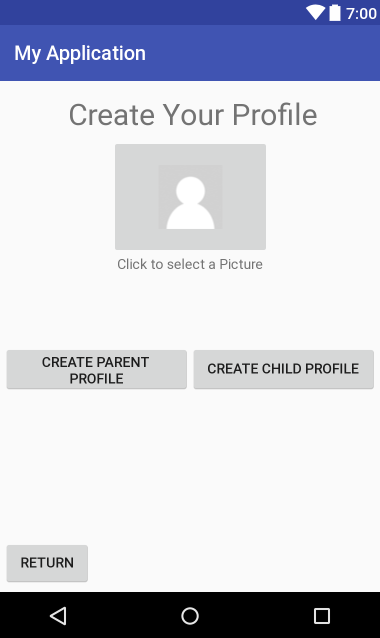 7:00
My Application
Create Your Profile
Click to select a Picture
CREATE PARENT
PROFILE
CREATE CHILD PROFILE
RETURN